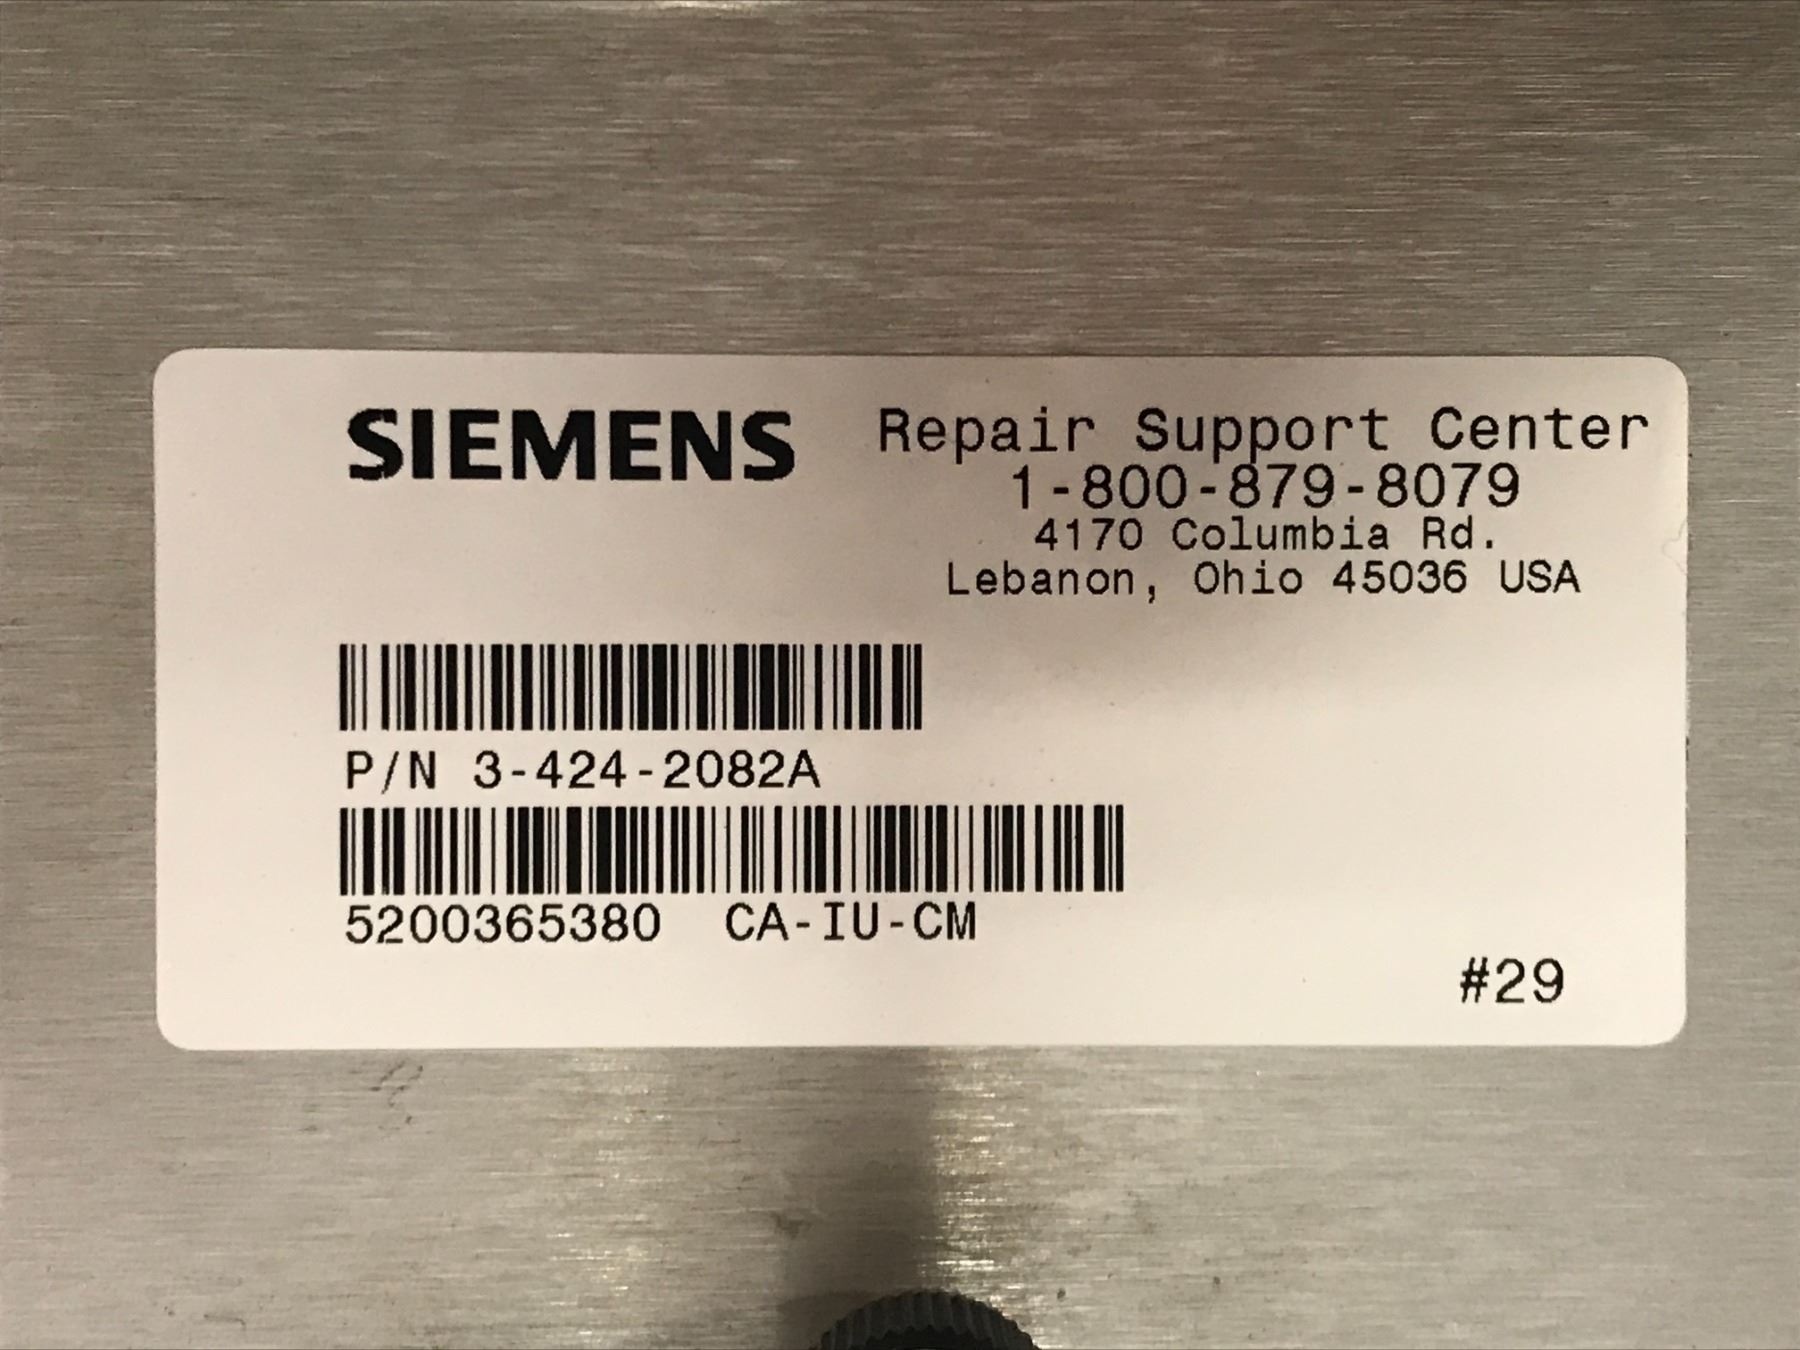 SIEMENS
Repair Support Center
1-800-879-8079
4170 Columbia Rd.
Lebanon, Ohio 45036 USA
P/N 3-424-2082A
5200365380 CA-IU-CM
#29